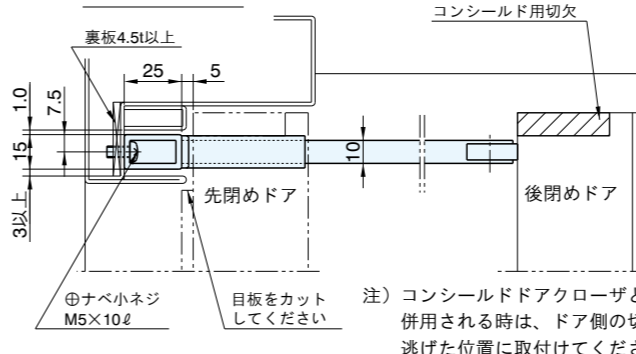 コンシールド用切欠
裏板4.5t以上
25
5
1.0
7.5
15
3以上
10
先閉めドア
後閉めドア
⊕ナベ小ネジ
M5×10ℓ
目板をカット
してください
注）コンシールドドアクローザと
併用される時は、ドア側の切
逃げた位置に取付けてくださ